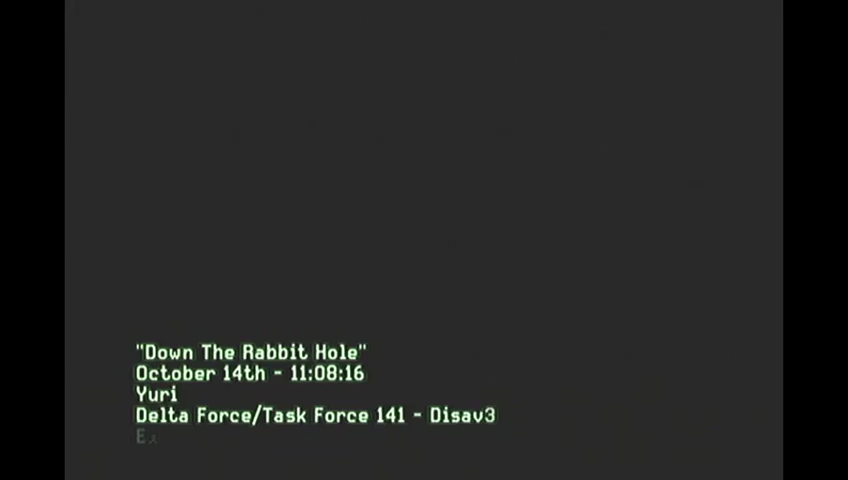 "Down The Rabbit Hole"
October 14th - 11:08:16
Yuri
Delta Force/Task Force 141 - Disav3